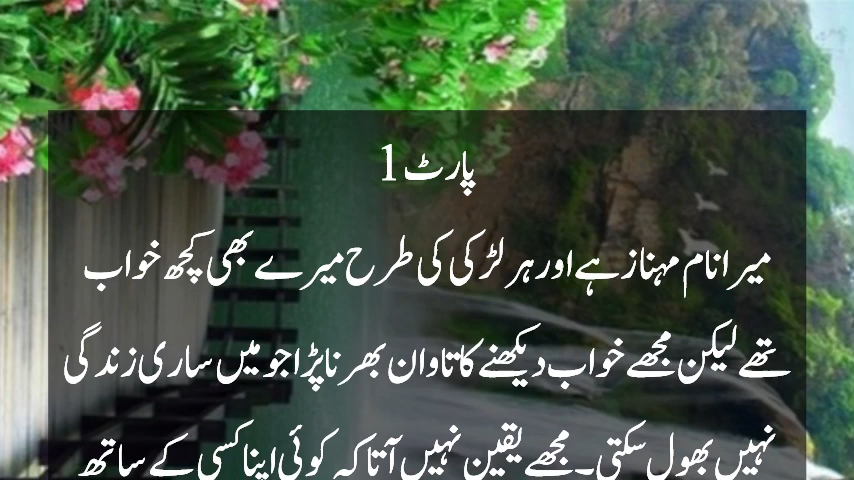 پارٹ 1
میرا نام مہناز ہے اور ہر لڑکی کی طرح میرے بھی کچھ خواب
تھے لیکن مجھے خواب دیکھنے کا تاوان بھرنا پڑا جو میں ساری زندگی
نہیں بھول سکتی۔ مجھے یقین نہیں آتا کہ کوئی اپنا کسی کے ساتھ